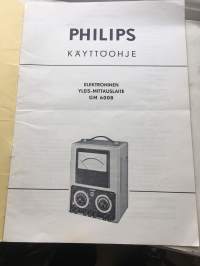 PHILIPS
KÄYTTÖOHJE
ELEKTRONINEN
YLEIS-MITTAUSLAITE
GM 6008